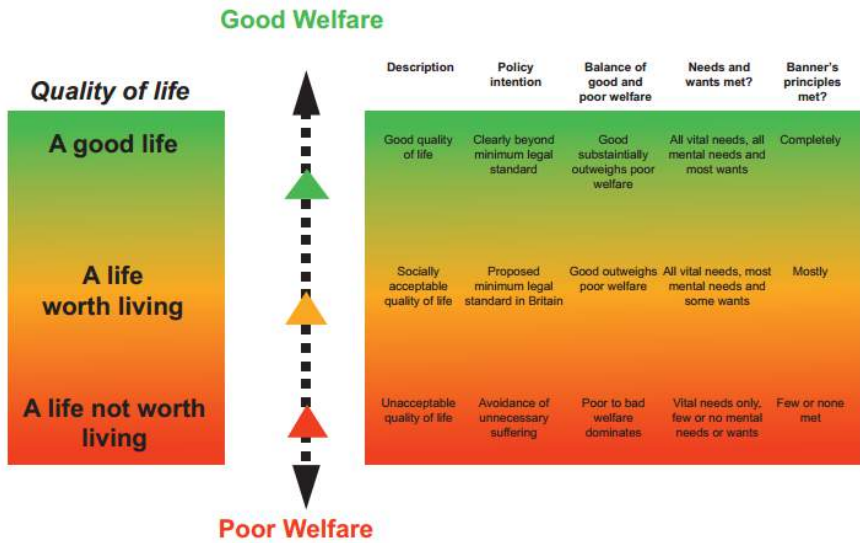 Good Welfare
Quality of life
Description
Policy
intention
Balance of
good and
poor welfare
Needs and
wants met?
Banner's
principles
met?
A good life
Good quality
of life
Clearly beyond
minimum legal
standard
Good
substaintially
outweighs poor
welfare
All vital needs, all
mental needs and
most wants
Completely
A life
worth living
Socially
acceptable
quality of life
Proposed
minimum legal
standard in Britain
Good outweighs
poor welfare
All vital needs, most
mental needs and
some wants
Mostly
A life not worth
living
Unacceptable
quality of life
Avoidance of
unnecessary
suffering
Poor to bad
welfare
dominates
Vital needs only,
few or no mental
needs or wants
Few or none
met
Poor Welfare